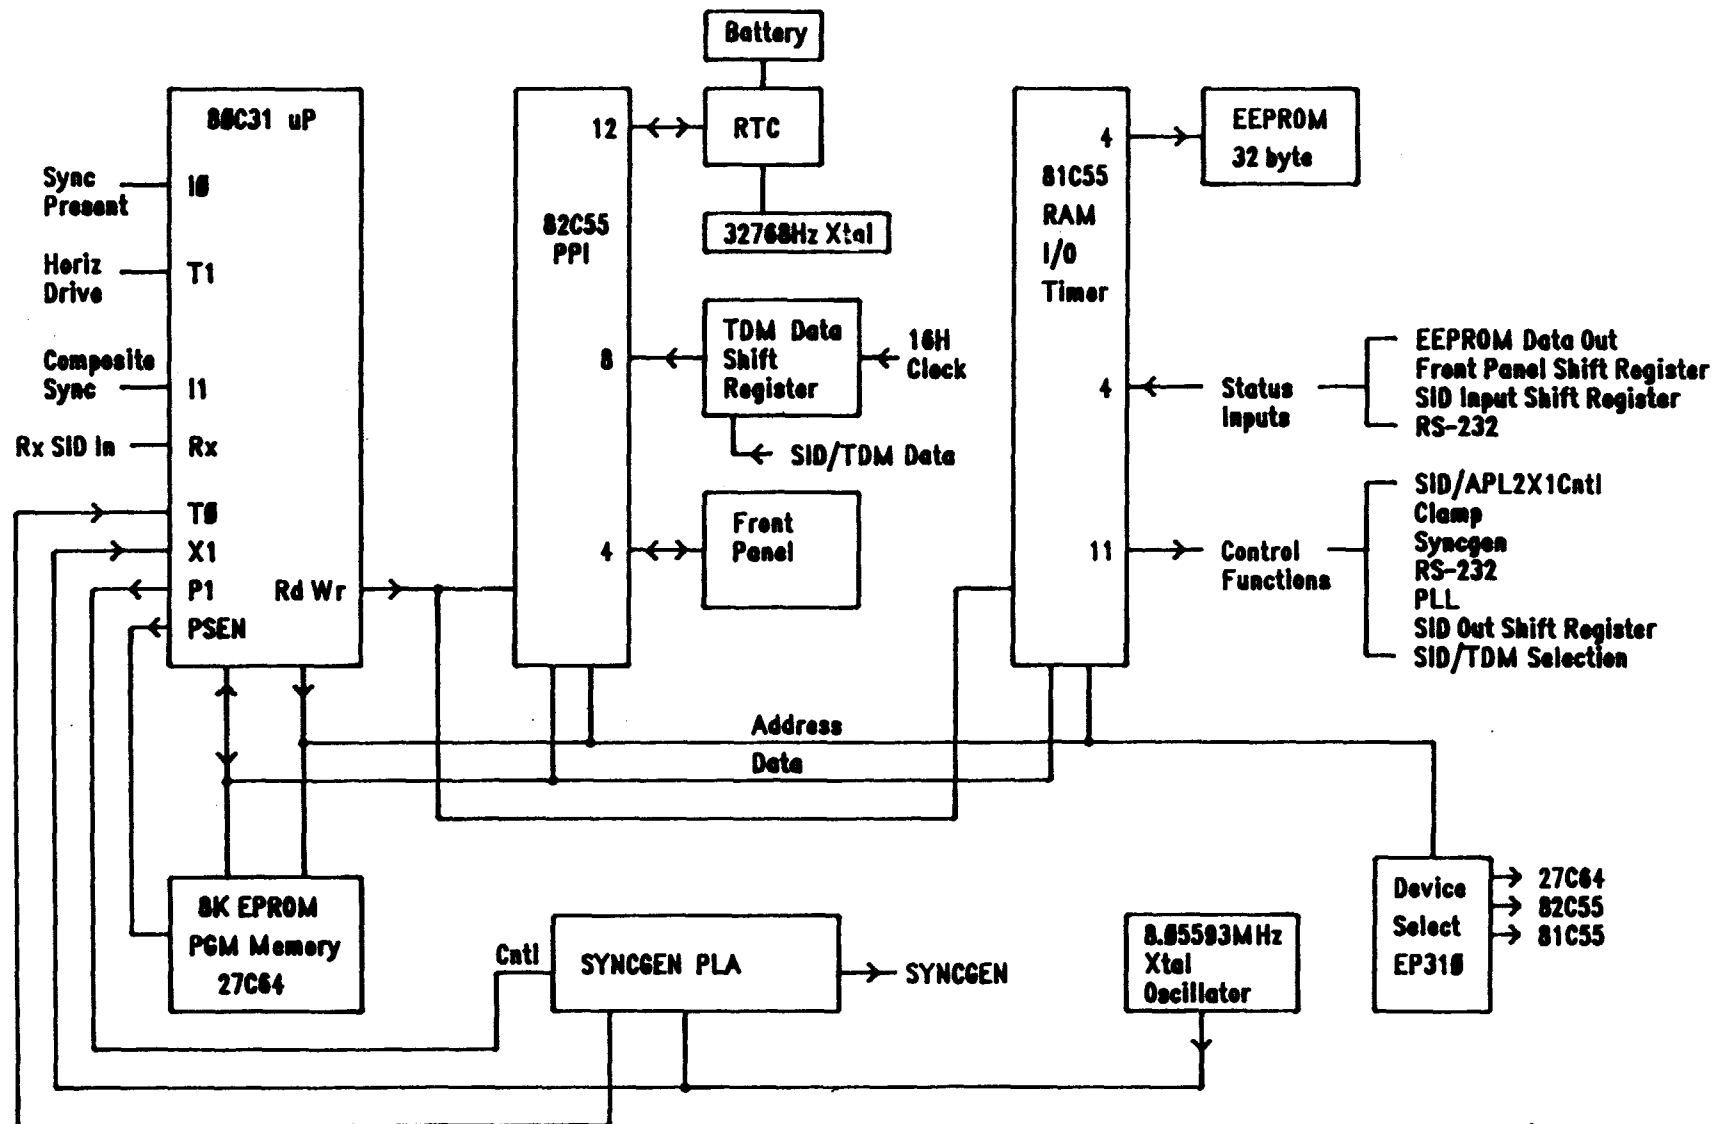 Battery
80C31 uP
12
RTC
4
EEPROM
32 byte
Sync
Present
I0
82C55
PPI
32768Hz Xtal
81C55
RAM
I/O
Timer
Horiz
Drive
T1
TDM Data
Shift
Register
8
16H
Clock
Composite
Sync
I1
4
Status
Inputs
EEPROM Data Out
Front Panel Shift Register
SID Input Shift Register
RS-232
Rx SID In
Rx
SID/TDM Data
T0
X1
P1
PSEN
Rd Wr
4
Front
Panel
11
Control
Functions
SID/APL2X1Cntl
Clamp
Syncgen
RS-232
PLL
SID Out Shift Register
SID/TDM Selection
Address
Data
8K EPROM
PGM Memory
27C64
Cntl
SYNCGEN PLA
SYNCGEN
8.05593MHz
Xtal
Oscillator
Device
Select
EP310
27C64
82C55
81C55